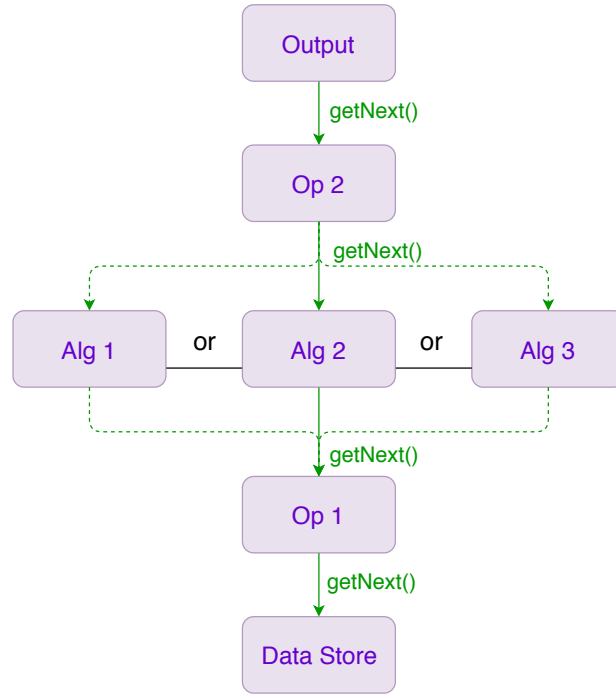 Output
getNext()
Op 2
getNext()
Alg 1 or Alg 2 or Alg 3
getNext()
Op 1
getNext()
Data Store